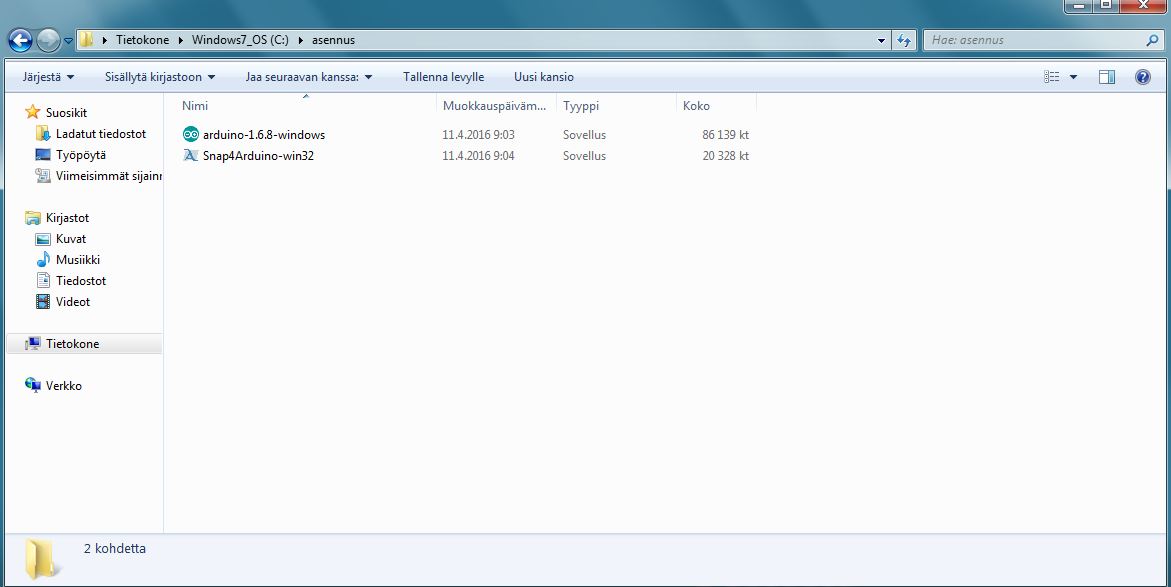 Tietokone Windows7_OS (C:) asennus
Hae: asennus
Järjestä Sisällytä kirjastoon Jaa seuraavan kanssa: Tallenna levylle Uusi kansio
Suosikit
Ladatut tiedostot
Työpöytä
Viimeisimmät sijainn
Kirjastot
Kuvat
Musiikki
Tiedostot
Videot
Tietokone
Verkko
Nimi Muokkauspäiväm... Tyyppi Koko
arduino-1.6.8-windows 11.4.2016 9:03 Sovellus 86 139 kt
Snap4Arduino-win32 11.4.2016 9:04 Sovellus 20 328 kt
2 kohdetta